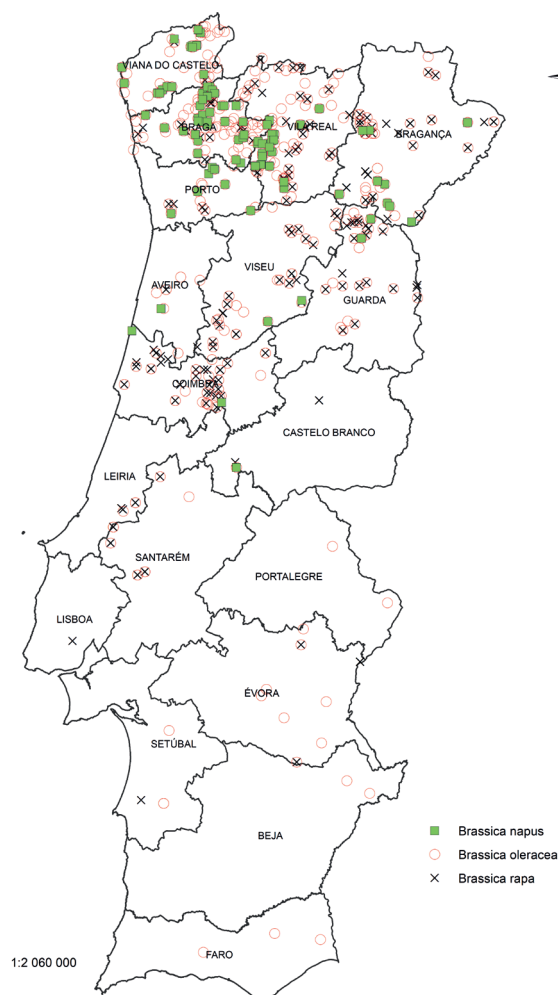 VIANA DO CASTELO
BRAGA
VILA REAL
BRAGANÇA
PORTO
VISEU
AVEIRO
GUARDA
COIMBRA
CASTELO BRANCO
LEIRIA
SANTARÉM
PORTALEGRE
LISBOA
ÉVORA
SETÚBAL
BEJA
Brassica napus
Brassica oleracea
Brassica rapa
FARO
1:2 060 000